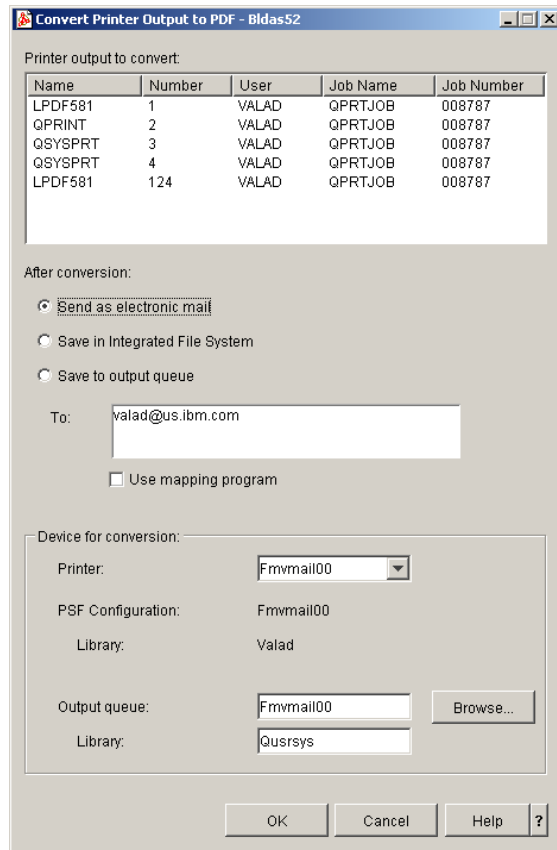 Convert Printer Output to PDF - Bldas52
Printer output to convert:
Name Number User Job Name Job Number
LPDF581 1 VALAD QPRTJOB 008787
QPRINT 2 VALAD QPRTJOB 008787
QSYSPRT 3 VALAD QPRTJOB 008787
QSYSPRT 4 VALAD QPRTJOB 008787
LPDF581 124 VALAD QPRTJOB 008787
After conversion:
Send as electronic mail
Save in Integrated File System
Save to output queue
To: valad@us.ibm.com
Use mapping program
Device for conversion:
Printer: Fmvmail00
PSF Configuration: Fmvmail00
Library: Valad
Output queue: Fmvmail00 Browse...
Library: Qusrsys
OK Cancel Help ?